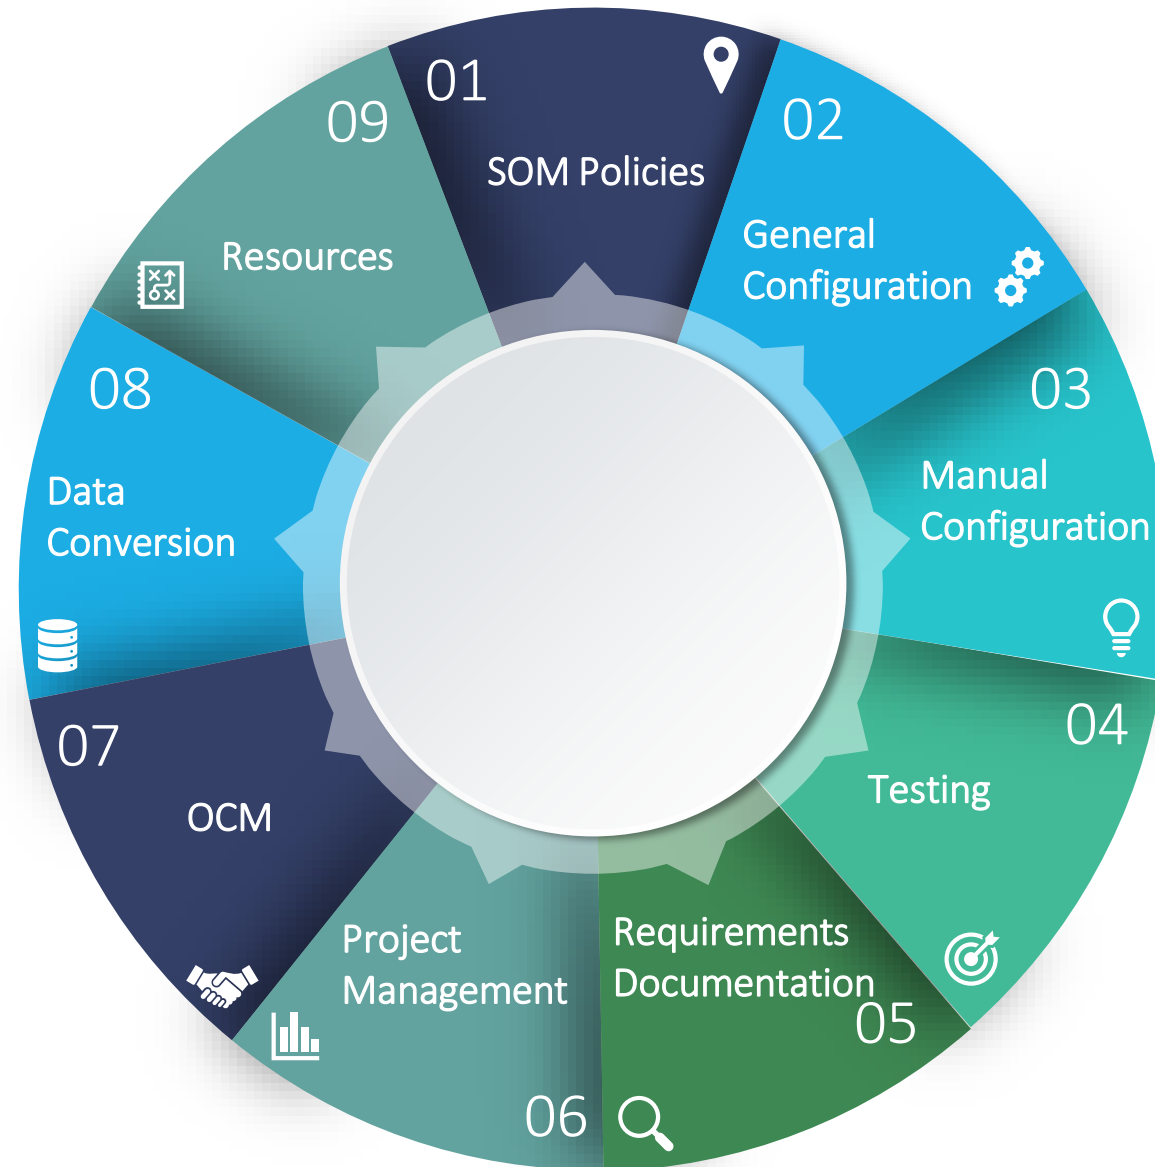 01
SOM Policies
02
General
Configuration
03
Manual
Configuration
04
Testing
Requirements
Documentation
05
Project
Management
06
07
OCM
08
Data
Conversion
09
Resources